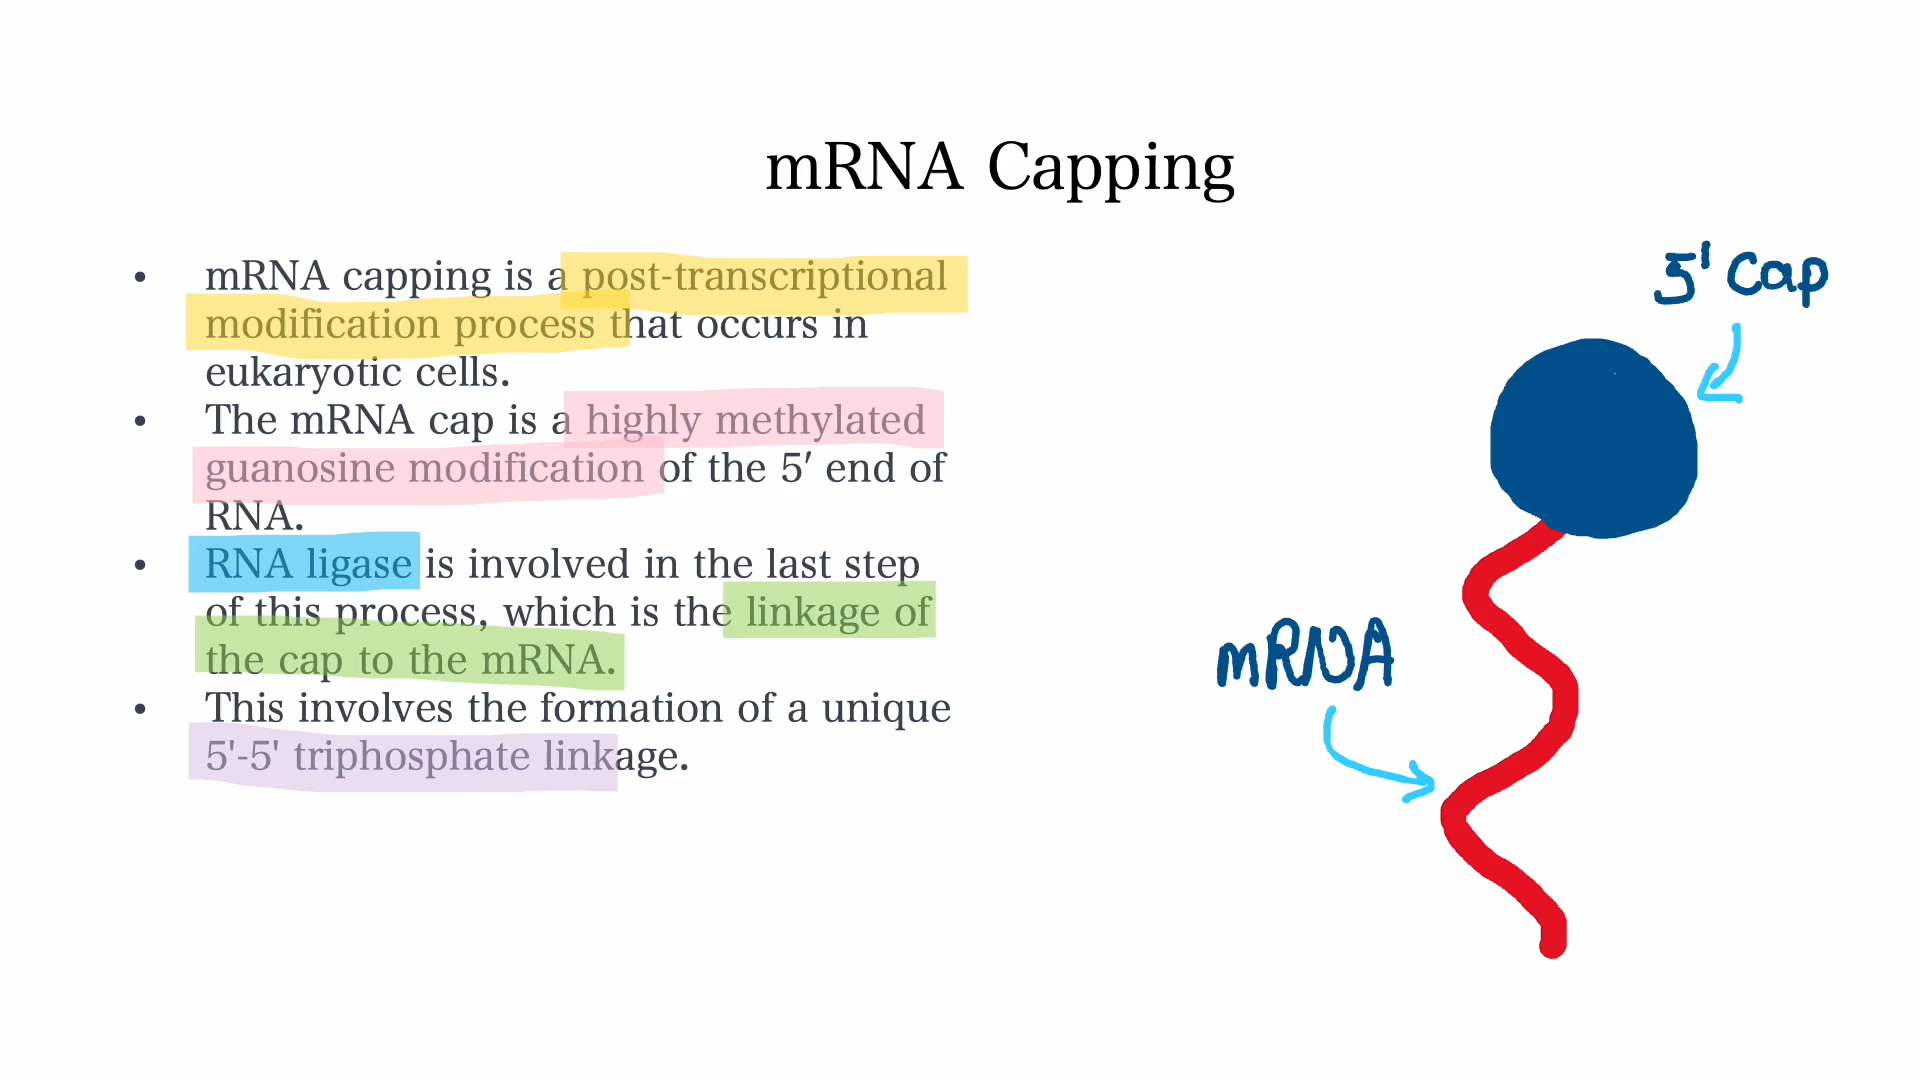 mRNA Capping
• mRNA capping is a post-transcriptional
modification process that occurs in
eukaryotic cells.
• The mRNA cap is a highly methylated
guanosine modification of the 5′ end of
RNA.
• RNA ligase is involved in the last step
of this process, which is the linkage of
the cap to the mRNA.
• This involves the formation of a unique
5'-5' triphosphate linkage.
5' Cap
mRNA